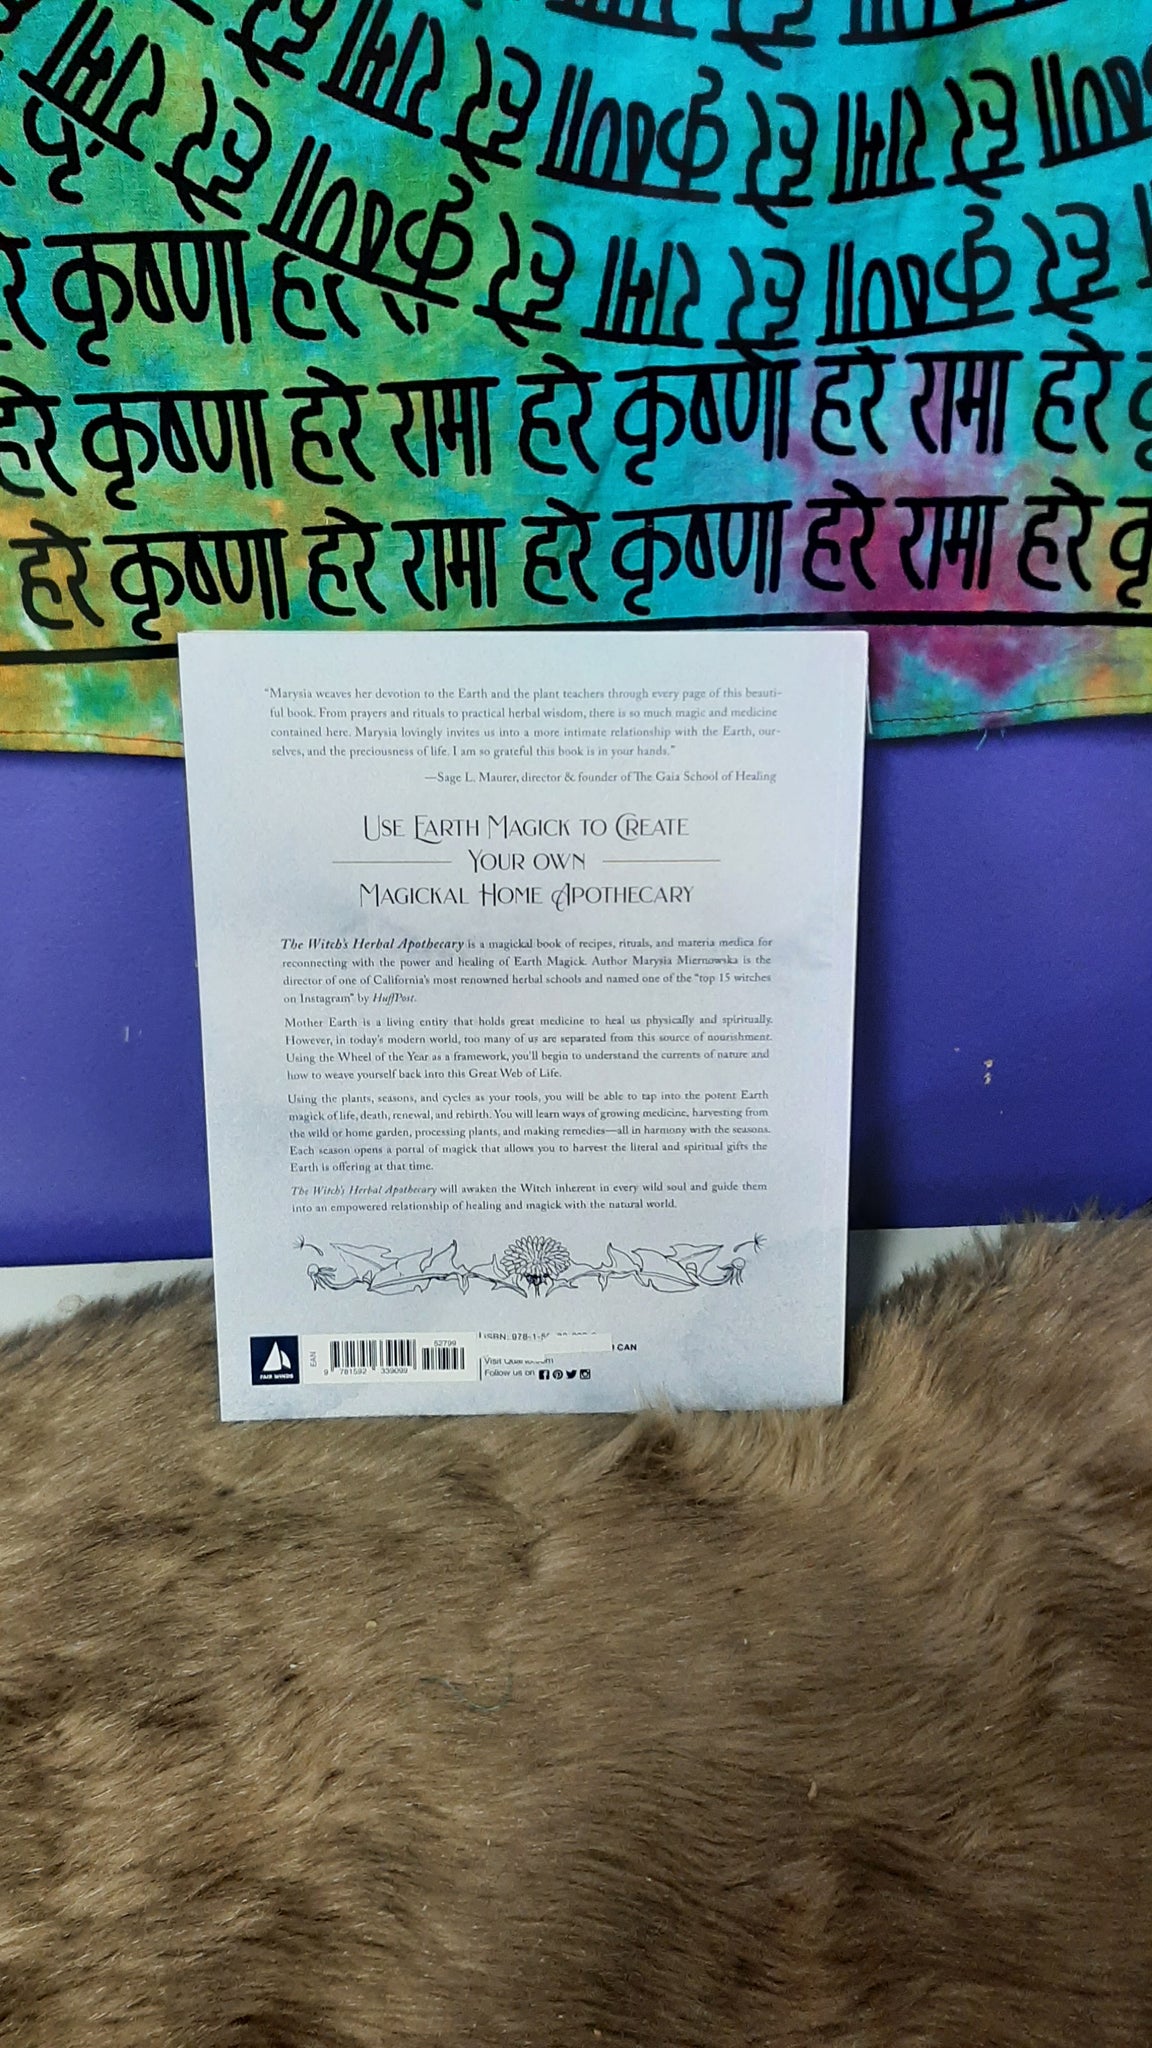 हरे कृष्णा हरे
हरे कृष्णा हरे रामा हरे कृष्णा हरे रामा हरे
हरे कृष्णा हरे रामा हरे कृष्णा हरे रामा हरे
"Marysia weaves her devotion to the Earth and the plant teachers through every page of this beauti-
ful book. From prayers and rituals to practical herbal wisdom, there is so much magic and medicine
contained here. Marysia lovingly invites us into a more intimate relationship with the Earth, our-
selves, and the preciousness of life. I am so grateful this book is in your hands."
—Sage L. Maurer, director & founder of The Gaia School of Healing
USE EARTH MAGICK TO CREATE
YOUR OWN
MAGICKAL HOME APOTHECARY
The Witch's Herbal Apothecary is a magickal book of recipes, rituals, and materia medica for
reconnecting with the power and healing of Earth Magick. Author Marysia Miernowska is the
director of one of California's most renowned herbal schools and named one of the "top 15 witches
on Instagram" by HuffPost.
Mother Earth is a living entity that holds great medicine to heal us physically and spiritually.
However, in today's modern world, too many of us are separated from this source of nourishment.
Using the Wheel of the Year as a framework, you'll begin to understand the currents of nature and
how to weave yourself back into this Great Web of Life.
Using the plants, seasons, and cycles as your tools, you will be able to tap into the potent Earth
magick of life, death, renewal, and rebirth. You will learn ways of growing medicine, harvesting from
the wild or home garden, processing plants, and making remedies—all in harmony with the seasons.
Each season opens a portal of magick that allows you to harvest the literal and spiritual gifts the
Earth is offering at that time.
The Witch's Herbal Apothecary will awaken the Witch inherent in every wild soul and guide them
into an empowered relationship of healing and magick with the natural world.
FAIR WINDS
EAN
9 781592 339099
52799
ISBN: 978-1-
CAN
Visit
Follow us on